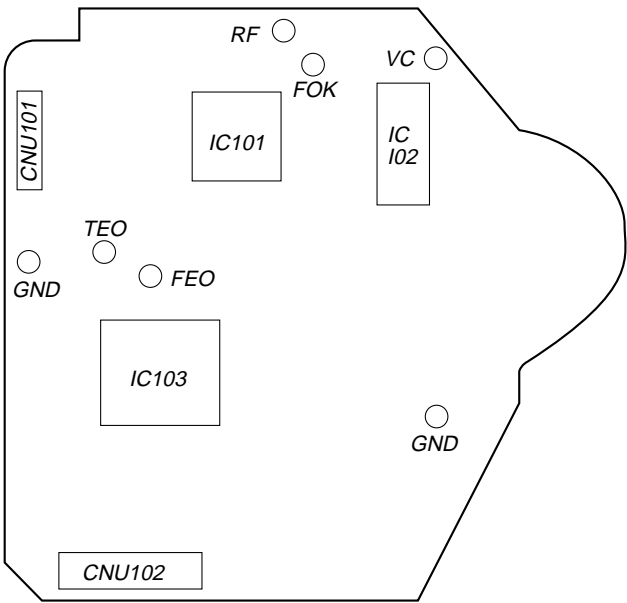 RF
VC
FOK
CNU101
IC101
IC
I02
TEO
FEO
GND
IC103
GND
CNU102